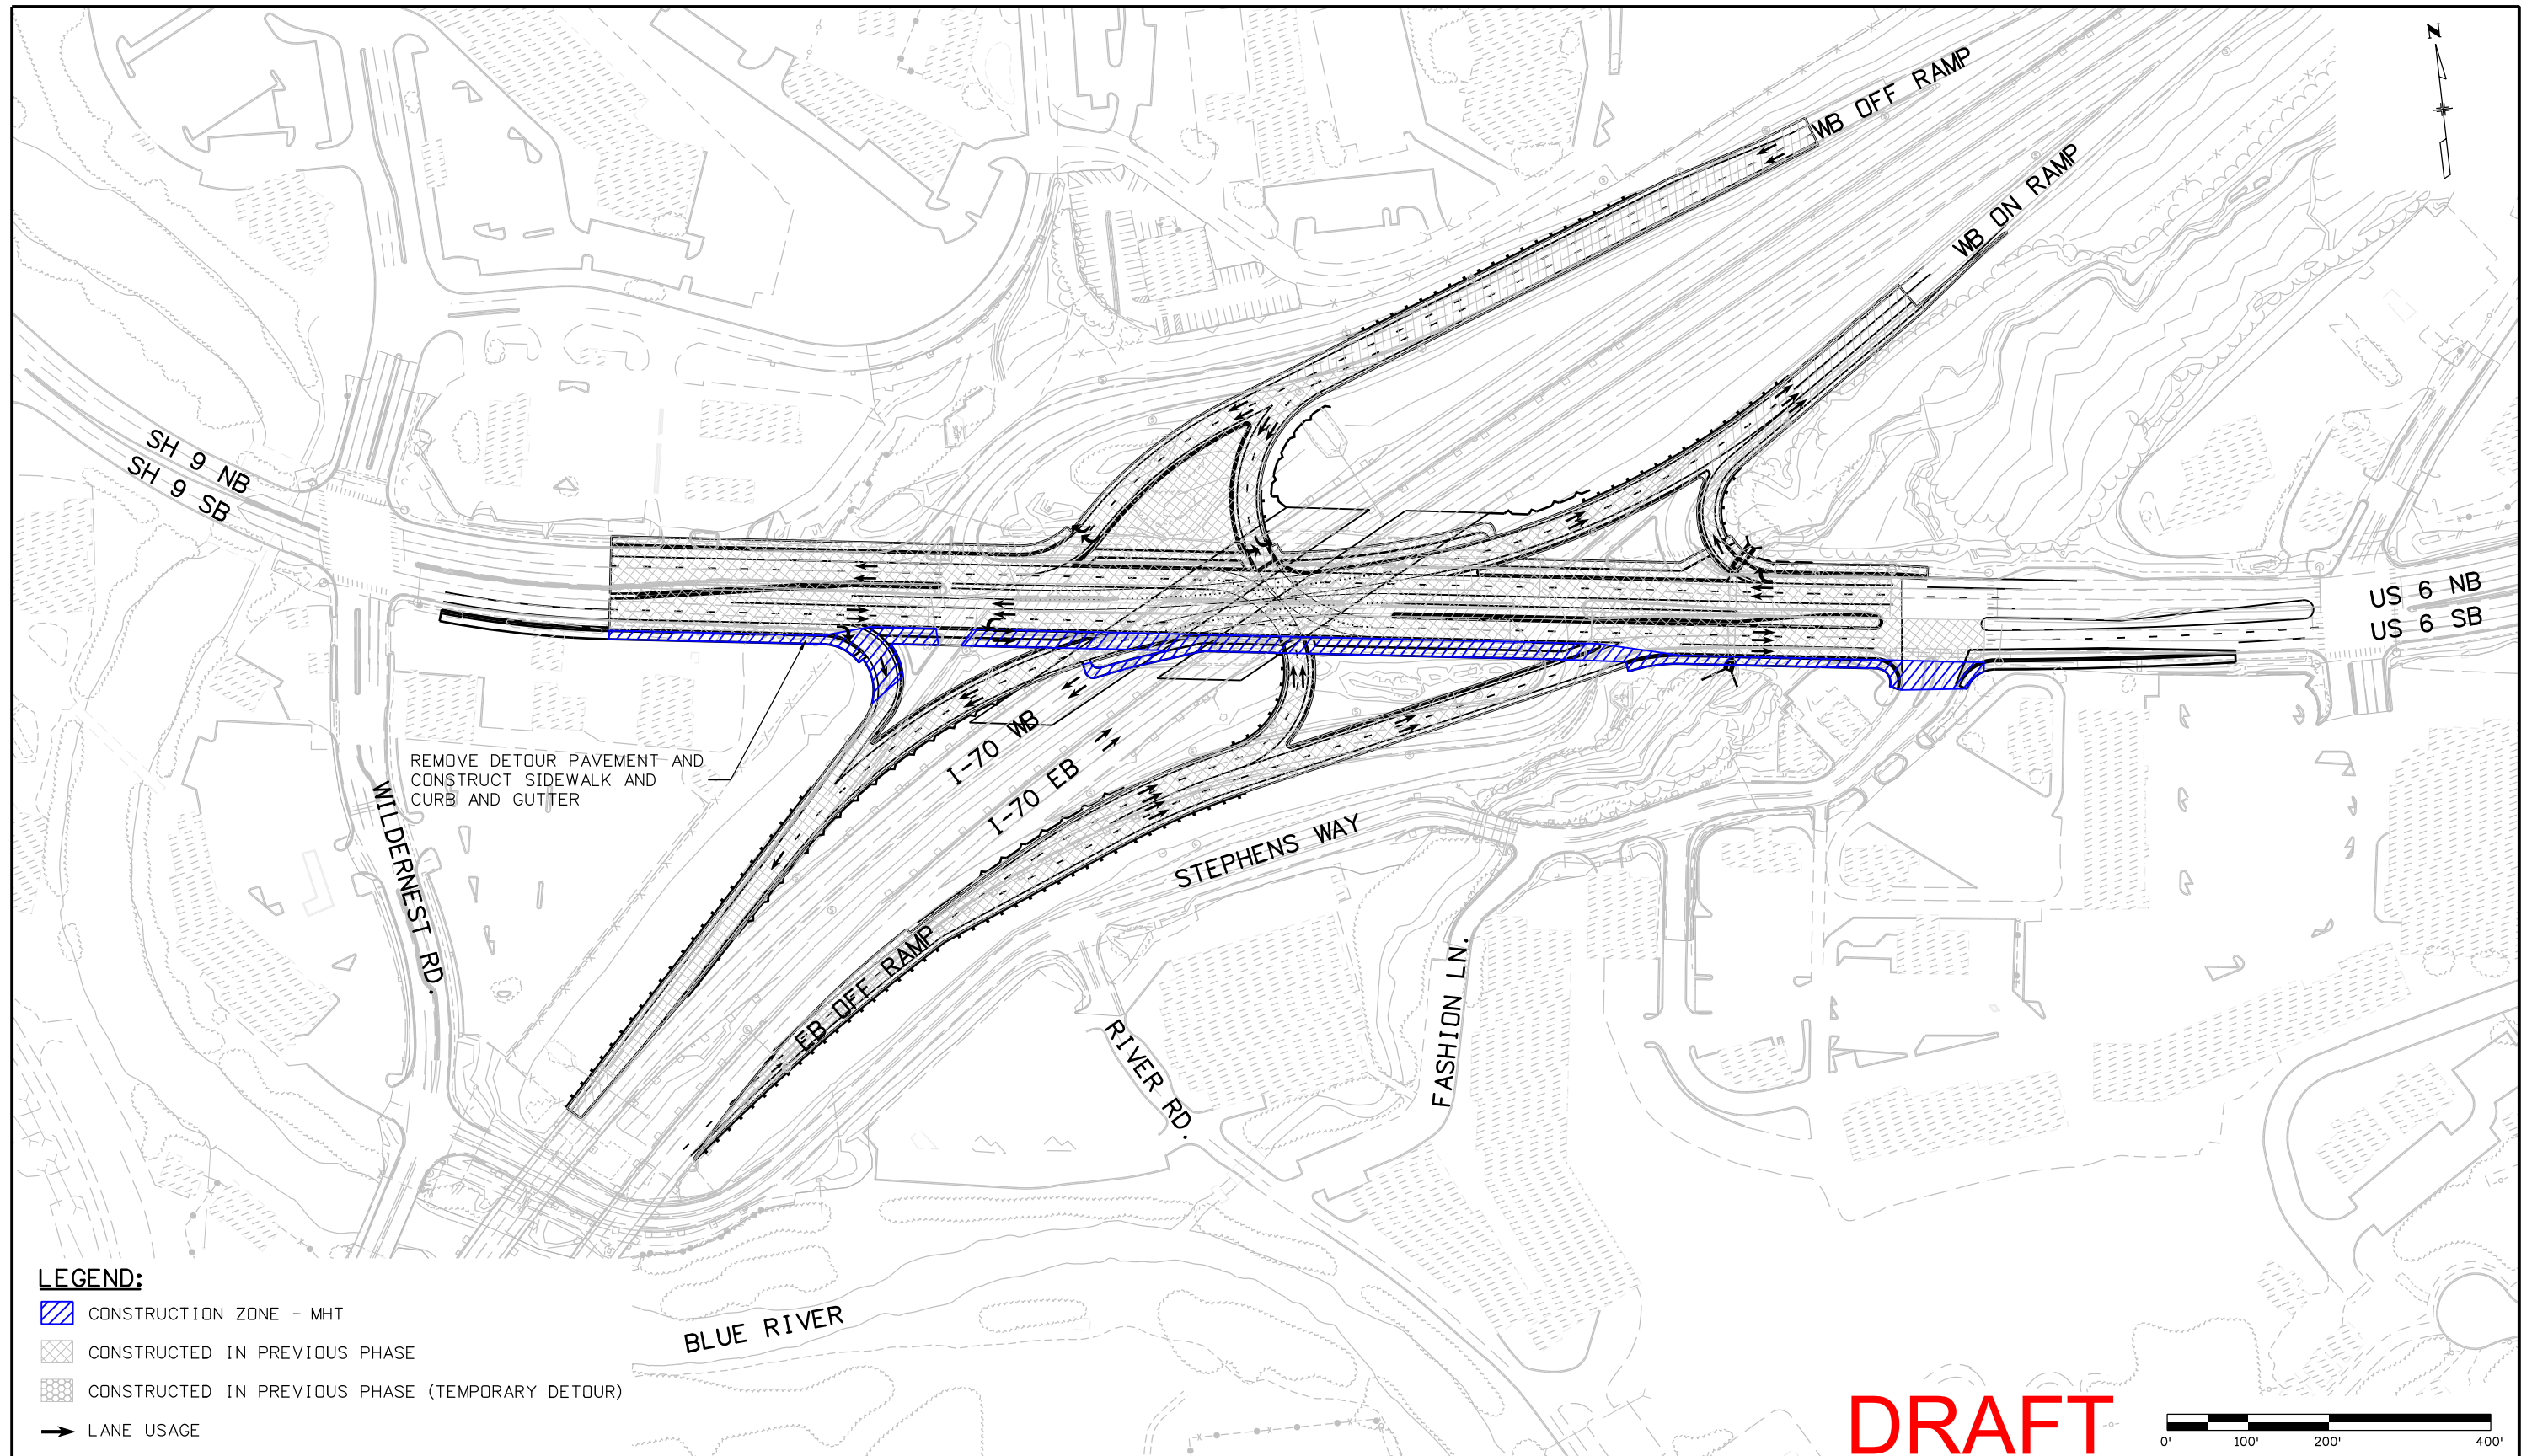 N
WB OFF RAMP
WB ON RAMP
SH 9 NB
SH 9 SB
US 6 NB
US 6 SB
REMOVE DETOUR PAVEMENT AND
CONSTRUCT SIDEWALK AND
CURB AND GUTTER
I-70 WB
I-70 EB
WILDERNEST RD.
STEPHENS WAY
EB OFF RAMP
FASHION LN.
RIVER RD.
BLUE RIVER
LEGEND:
CONSTRUCTION ZONE - MHT
CONSTRUCTED IN PREVIOUS PHASE
CONSTRUCTED IN PREVIOUS PHASE (TEMPORARY DETOUR)
LANE USAGE
DRAFT
0' 100' 200' 400'